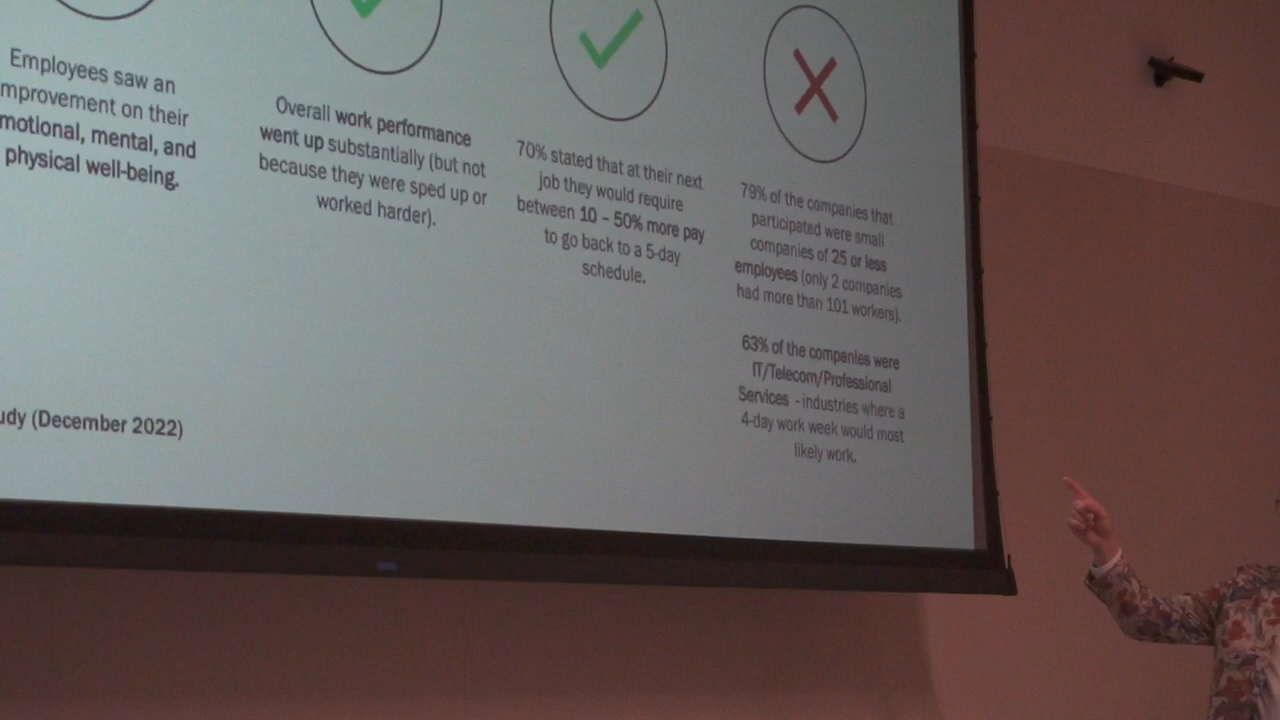 Employees saw an
mprovement on their
motional, mental, and
physical well-being.
Overall work performance
went up substantially (but not
because they were sped up or
worked harder).
70% stated that at their next
job they would require
between 10 – 50% more pay
to go back to a 5-day
schedule.
79% of the companies that
participated were small
companies of 25 or less
employees (only 2 companies
had more than 101 workers).
63% of the companies were
IT/Telecom/Professional
Services - industries where a
4-day work week would most
likely work.
udy (December 2022)